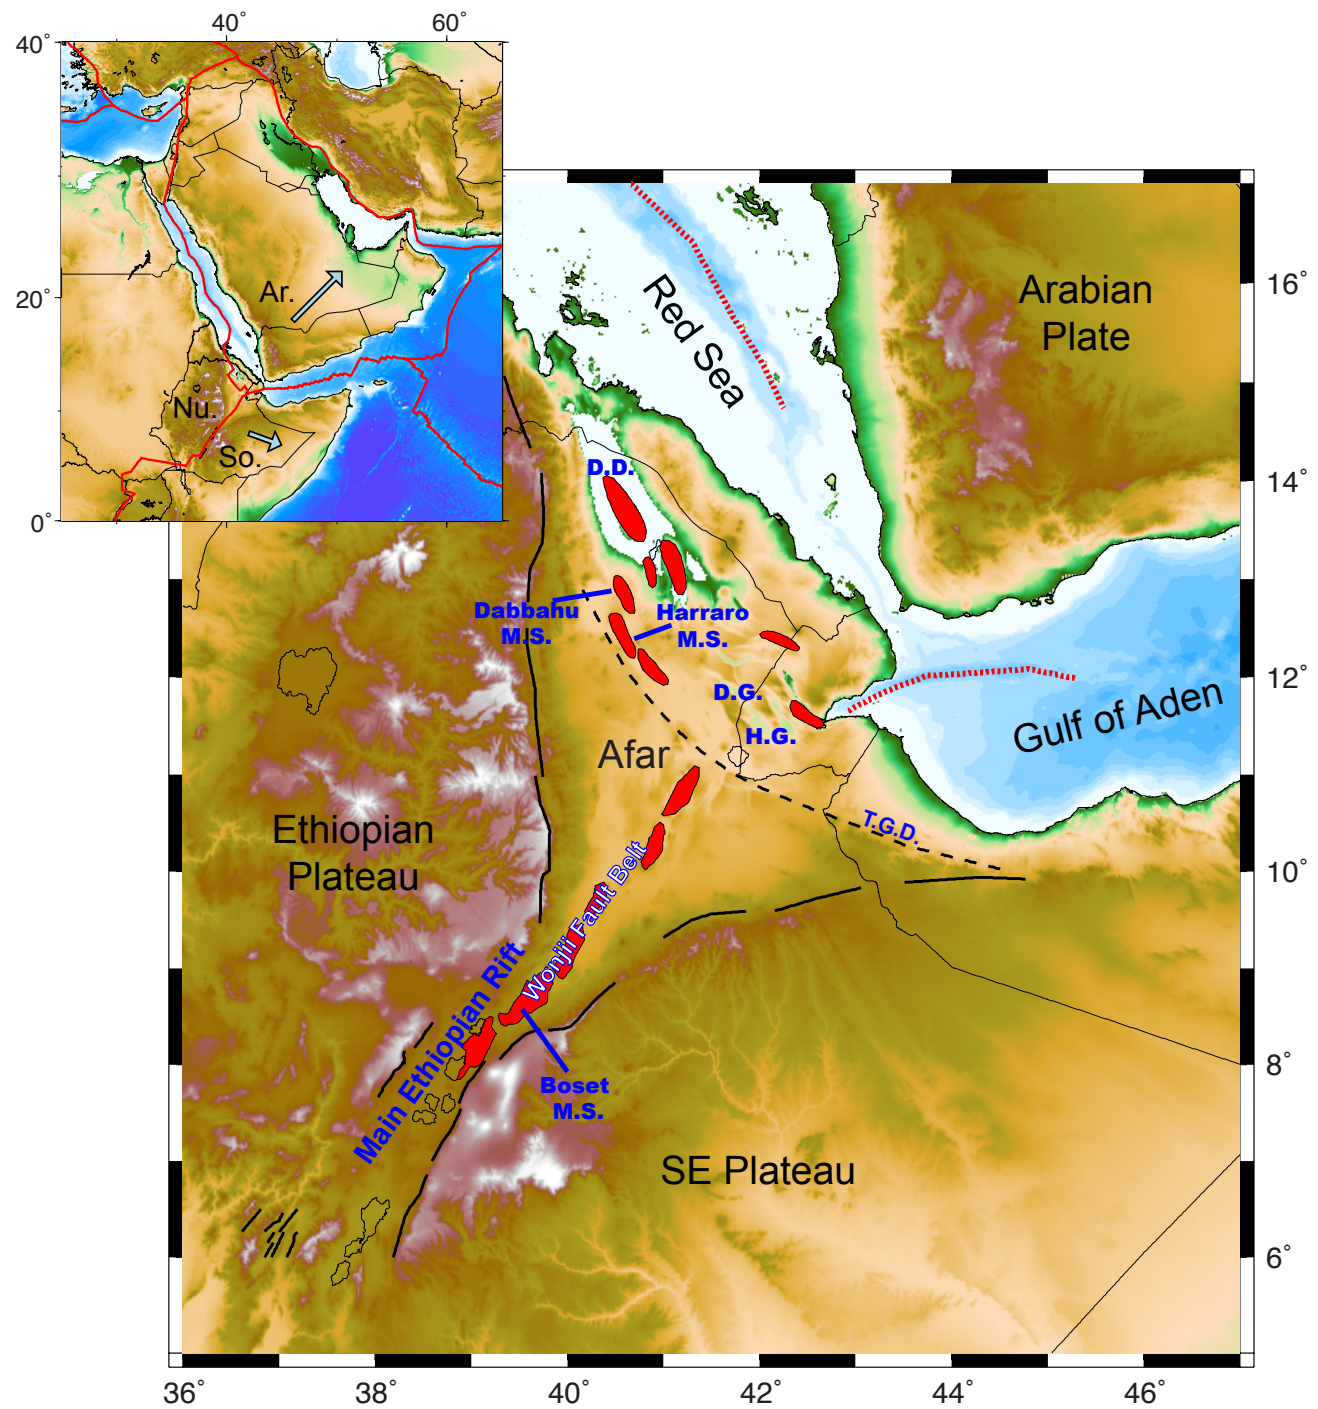 40˚ 60˚
40˚
20˚
0˚
Ar.
Nu.
So.
Red Sea
Arabian
Plate
16˚
D.D.
14˚
Dabbahu
M.S.
Harraro
M.S.
D.G.
12˚
H.G.
Gulf of Aden
Afar
T.G.D.
Ethiopian
Plateau
10˚
Wonjii Fault Belt
Main Ethiopian Rift
8˚
Boset
M.S.
SE Plateau
6˚
36˚ 38˚ 40˚ 42˚ 44˚ 46˚